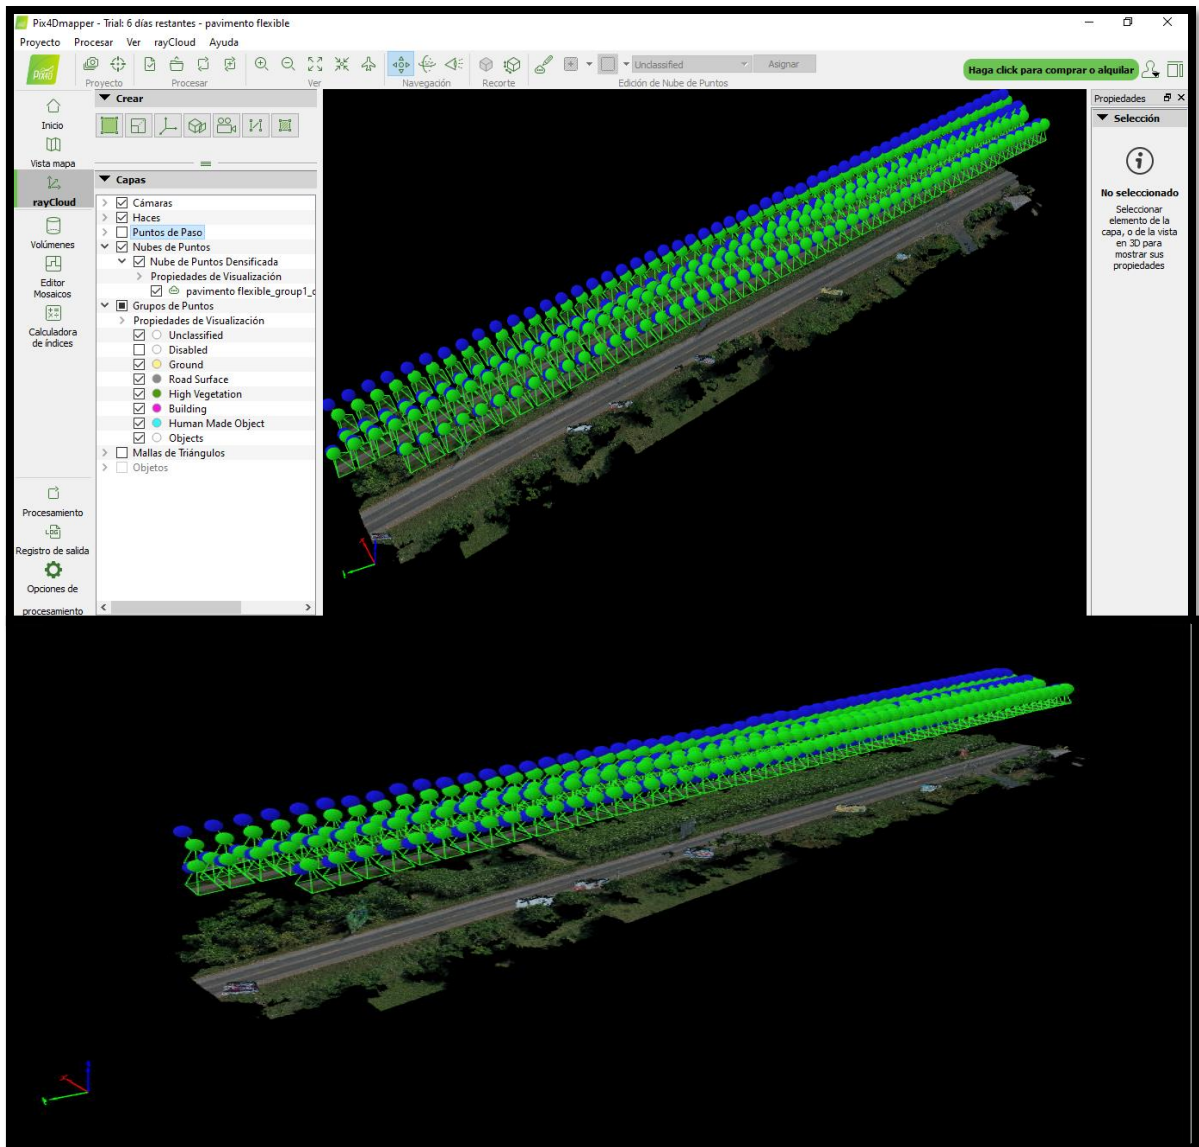 Pix4Dmapper - Trial: 6 días restantes - pavimento flexible
Proyecto Procesar Ver rayCloud Ayuda
Unclassified
Asignar
Haga click para comprar o alquilar
Proyecto
Procesar
Ver
Navegación
Recorte
Edición de Nube de Puntos
Inicio
Vista mapa
rayCloud
Volúmenes
Editor
Mosaicos
Calculadora
de índices
Procesamiento
Registro de salida
Opciones de
procesamiento
Crear
Capas
Cámaras
Haces
Puntos de Paso
Nubes de Puntos
Nube de Puntos Densificada
Propiedades de Visualización
pavimento flexible_group1_d
Grupos de Puntos
Propiedades de Visualización
Unclassified
Disabled
Ground
Road Surface
High Vegetation
Building
Human Made Object
Objects
Mallas de Triángulos
Objetos
Propiedades
Selección
No seleccionado
Seleccionar
elemento de la
capa, o de la vista
en 3D para
mostrar sus
propiedades